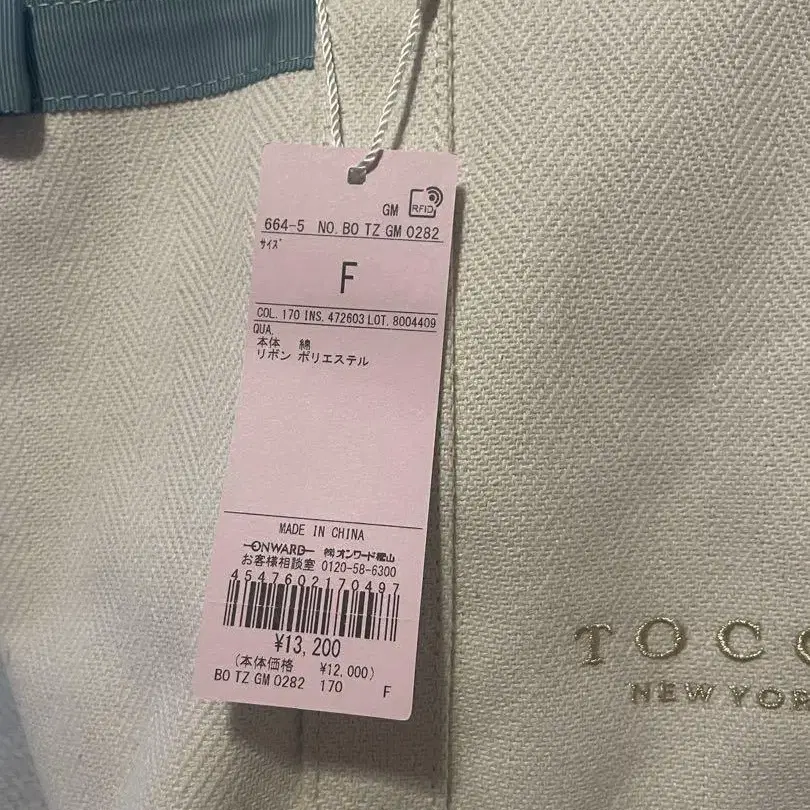 GM RFID
664-5 NO. BO TZ GM 0282
サイズ
F
COL. 170 INS. 472603 LOT. 8004409
QUA.
本体 綿
リボン ポリエステル
MADE IN CHINA
ONWARD ㈱オンワード樫山
お客様相談室 0120-58-6300
4547602170497
¥13,200
(本体価格 ¥12,000)
BO TZ GM 0282 170 F
TOCC
NEW YOR